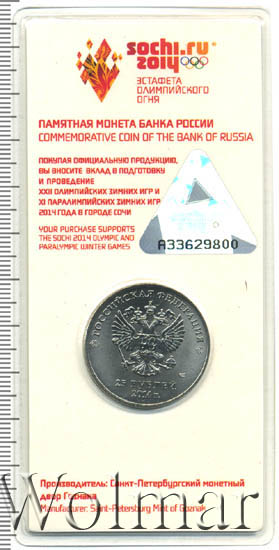 sochi.ru
2014
ЭСТАФЕТА
ОЛИМПИЙСКОГО
ОГНЯ
ПАМЯТНАЯ МОНЕТА БАНКА РОССИИ
COMMEMORATIVE COIN OF THE BANK OF RUSSIA
ПОКУПАЯ ОФИЦИАЛЬНУЮ ПРОДУКЦИЮ,
ВЫ ВНОСИТЕ ВКЛАД В ПОДГОТОВКУ
И ПРОВЕДЕНИЕ
XXII ОЛИМПИЙСКИХ ЗИМНИХ ИГР И
XI ПАРАЛИМПИЙСКИХ ЗИМНИХ ИГР
2014 ГОДА В ГОРОДЕ СОЧИ
YOUR PURCHASE SUPPORTS
THE SOCHI 2014 OLYMPIC AND
PARALYMPIC WINTER GAMES
A33629800
РОССИЙСКАЯ ФЕДЕРАЦИЯ
25 РУБЛЕЙ
2014 г.
Производитель: Санкт-Петербургский монетный
двор Гознака
Manufacturer: Saint-Petersburg Mint of Goznak
Wolmar